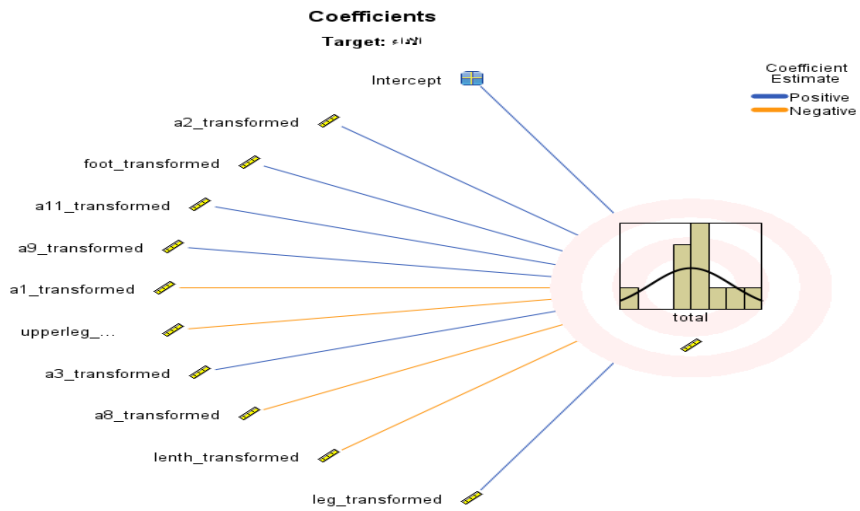 Coefficients
Target:
Intercept
Coefficient
Estimate
Positive
Negative
a2_transformed
foot_transformed
a11_transformed
a9_transformed
a1_transformed
upperleg_...
a3_transformed
a8_transformed
lenth_transformed
leg_transformed
total